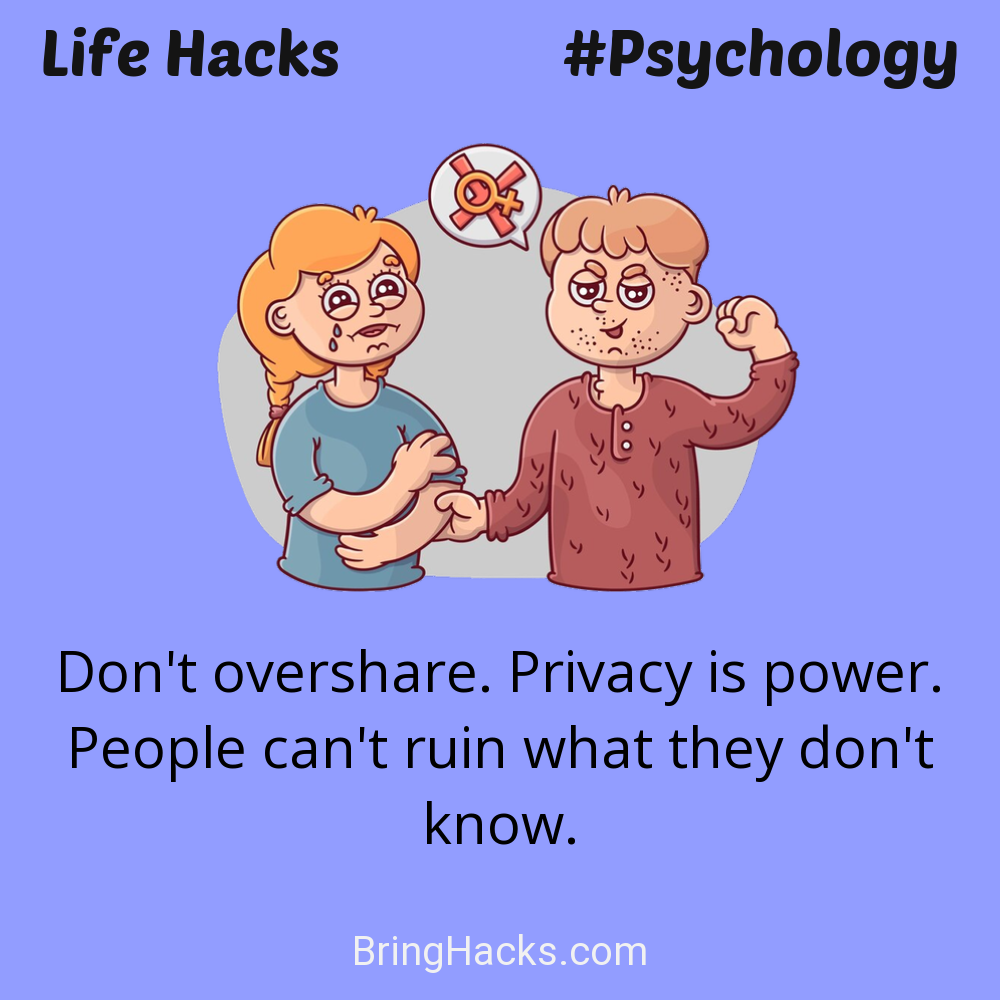 Life Hacks
#Psychology
Don't overshare. Privacy is power.
People can't ruin what they don't
know.
BringHacks.com